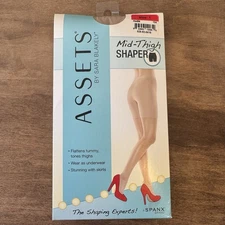 Mid-Thigh
SHAPER
ASSETS®
BY SARA BLAKELY
• Flattens tummy,
tones thighs
• Wear as underwear
• Stunning with skirts
The Shaping Experts!
SPANX